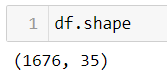 1 df.shape
(1676, 35)